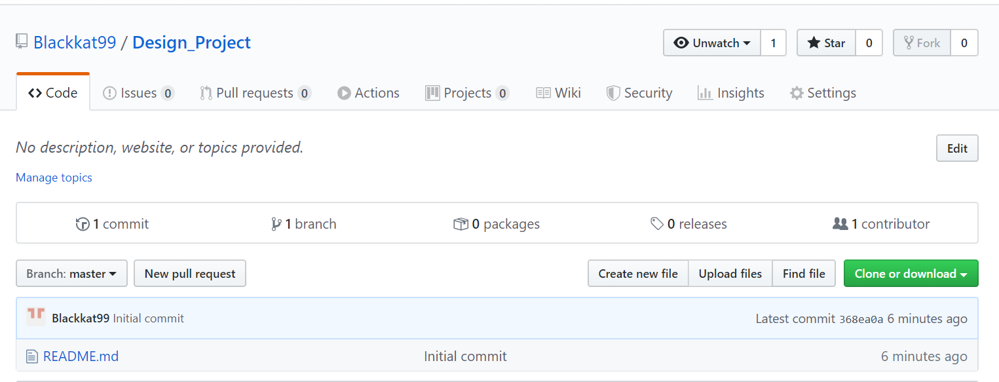 Blackkat99 / Design_Project
Unwatch 1 Star 0 Fork 0
Code Issues 0 Pull requests 0 Actions Projects 0 Wiki Security Insights Settings
No description, website, or topics provided. Edit
Manage topics
1 commit 1 branch 0 packages 0 releases 1 contributor
Branch: master New pull request Create new file Upload files Find file Clone or download
Blackkat99 Initial commit Latest commit 368ea0a 6 minutes ago
README.md Initial commit 6 minutes ago